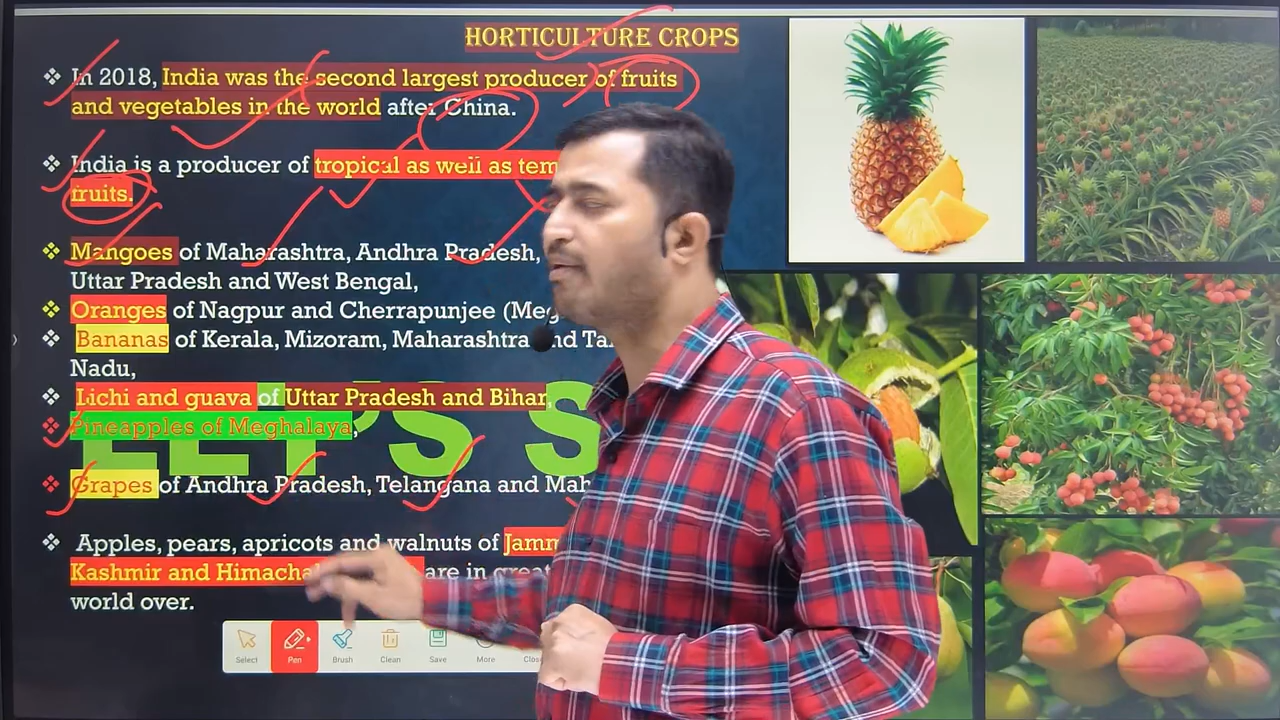 HORTICULTURE CROPS
In 2018, India was the second largest producer of fruits
and vegetables in the world after China.
India is a producer of tropical as well as tem
fruits.
Mangoes of Maharashtra, Andhra Pradesh,
Uttar Pradesh and West Bengal,
Oranges of Nagpur and Cherrapunjee (Meg
Bananas of Kerala, Mizoram, Maharashtra and Ta
Nadu,
Lichi and guava of Uttar Pradesh and Bihar,
Pineapples of Meghalaya,
LET'S S
Grapes of Andhra Pradesh, Telangana and Mah
Apples, pears, apricots and walnuts of Jamm
Kashmir and Himachal are in great
world over.
Select Pen Brush Clean Save More Close